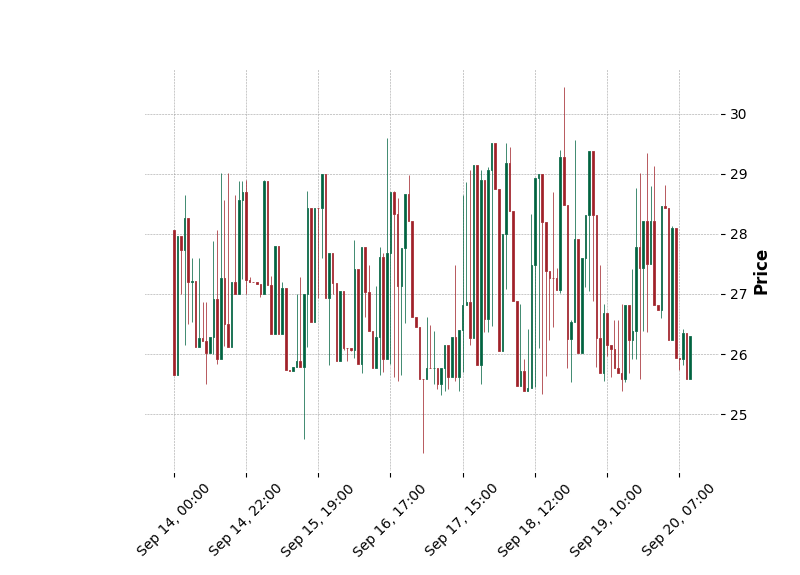 30
29
28
27
26
25
Price
Sep 14, 00:00
Sep 14, 22:00
Sep 15, 19:00
Sep 16, 17:00
Sep 17, 15:00
Sep 18, 12:00
Sep 19, 10:00
Sep 20, 07:00